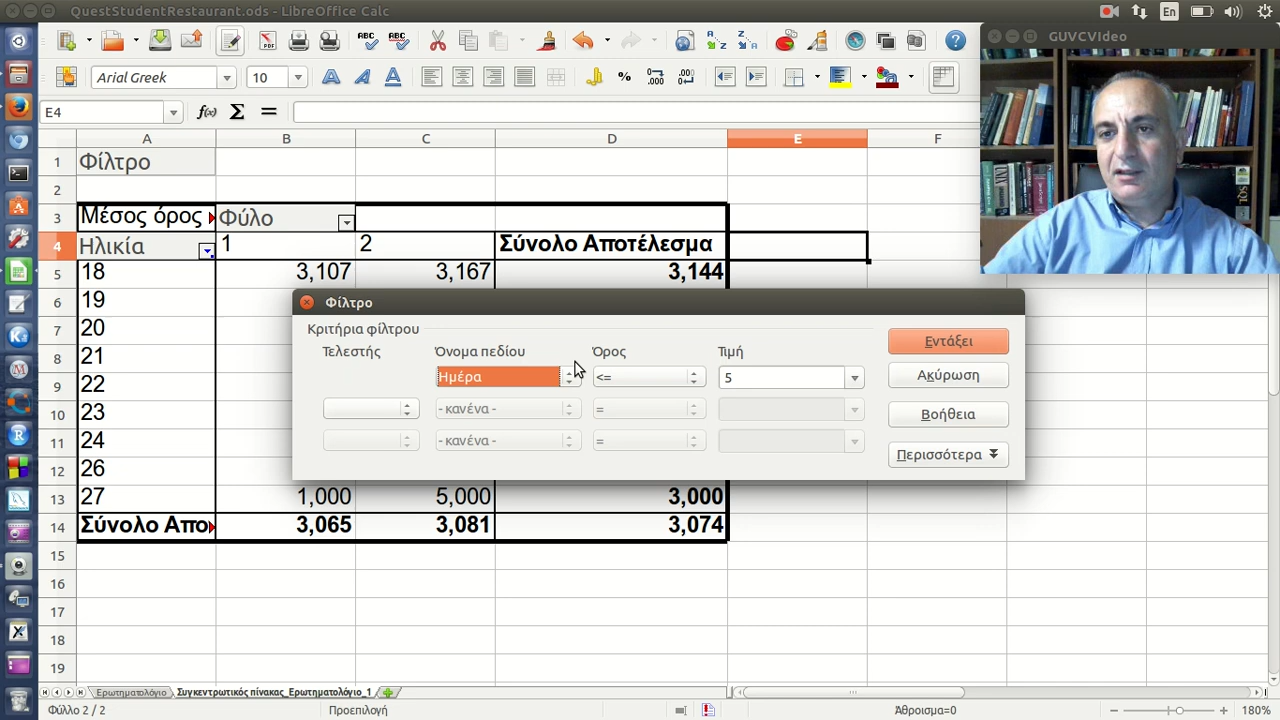 QuestStudentRestaurant.ods - LibreOffice Calc
En
GUVCVIdeo
Arial Greek
10
E4
A B C D E F
1 Φίλτρο
2
3 Μέσος όρος Φύλο
4 Ηλικία 1 2 Σύνολο Αποτέλεσμα
5 18 3,107 3,167 3,144
6 19
7 20
8 21
9 22
10 23
11 24
12 26
13 27 1,000 5,000 3,000
14 Σύνολο Απο 3,065 3,081 3,074
15
16
17
18
19
Φίλτρο
Κριτήρια φίλτρου
Τελεστής Όνομα πεδίου Όρος Τιμή
Ημέρα <= 5
- κανένα - =
- κανένα - =
Εντάξει
Ακύρωση
Βοήθεια
Περισσότερα
Ερωτηματολόγιο Συγκεντρωτικός πίνακας_Ερωτηματολόγιο_1
Φύλλο 2 / 2 Προεπιλογή Άθροισμα=0 180%